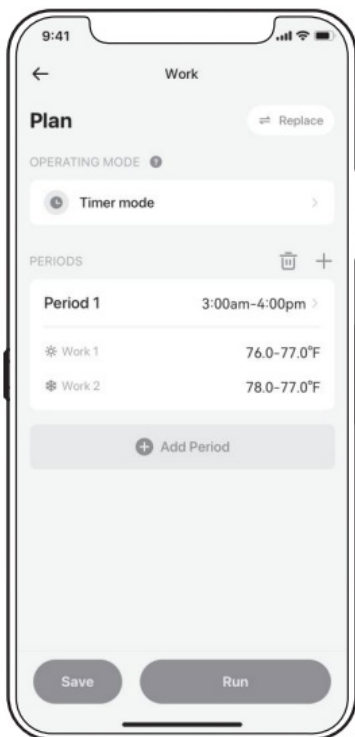 9:41
Work
Plan
Replace
OPERATING MODE ?
Timer mode
PERIODS
Period 1 3:00am-4:00pm
Work 1 76.0-77.0°F
Work 2 78.0-77.0°F
Add Period
Save Run